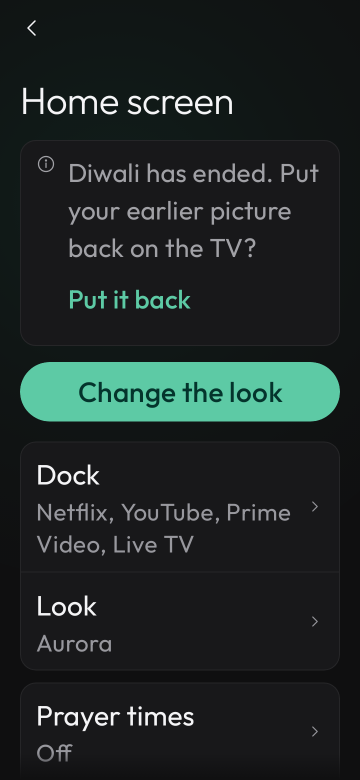 Home screen
Diwali has ended. Put
your earlier picture
back on the TV?
Put it back
Change the look
Dock
Netflix, YouTube, Prime
Video, Live TV
Look
Aurora
Prayer times
Off